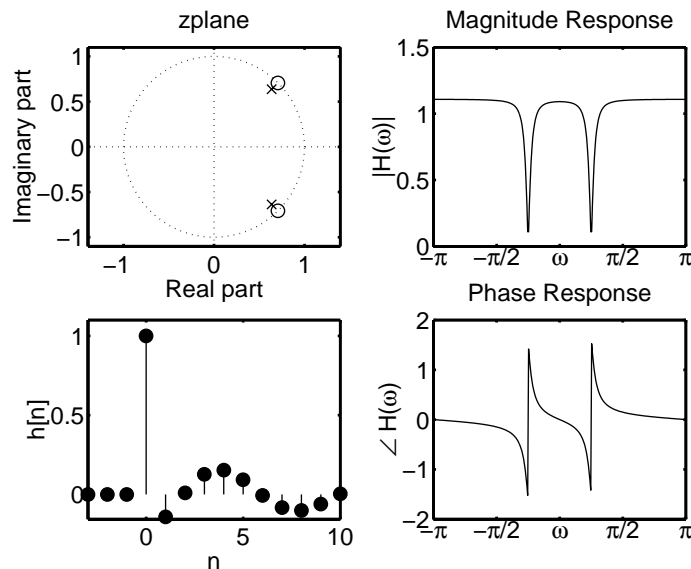 zplane
1
0.5
0
−0.5
−1
Imaginary part
−1
0
1
Real part
Magnitude Response
1.5
1
0.5
0
|H(ω)|
−π
−π/2
ω
π/2
π
1
0.5
0
h[n]
0
5
10
n
Phase Response
2
1
0
−1
−2
∠ H(ω)
−π
−π/2
ω
π/2
π